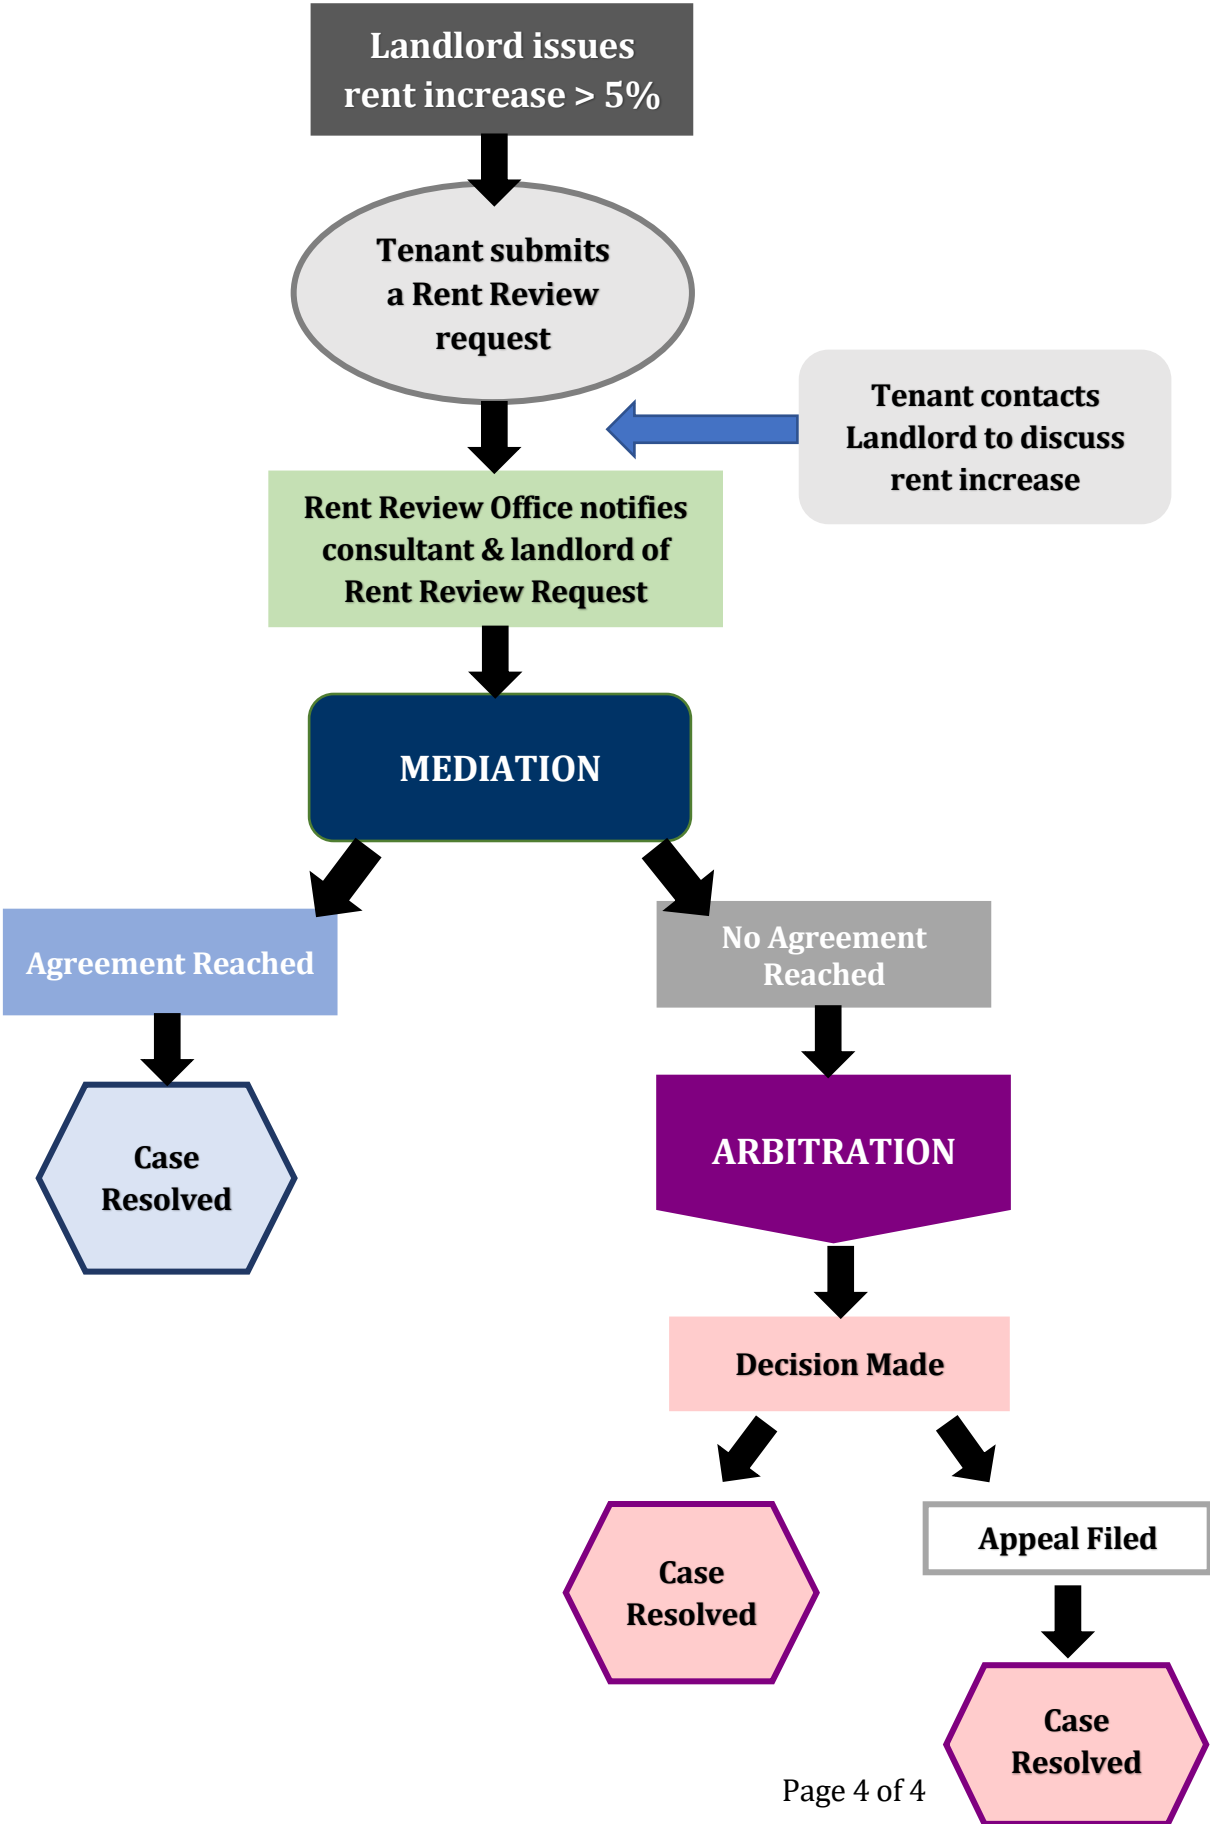 Landlord issues
rent increase > 5%
Tenant submits
a Rent Review
request
Tenant contacts
Landlord to discuss
rent increase
Rent Review Office notifies
consultant & landlord of
Rent Review Request
MEDIATION
Agreement Reached
No Agreement
Reached
Case
Resolved
ARBITRATION
Decision Made
Case
Resolved
Appeal Filed
Case
Resolved
Page 4 of 4